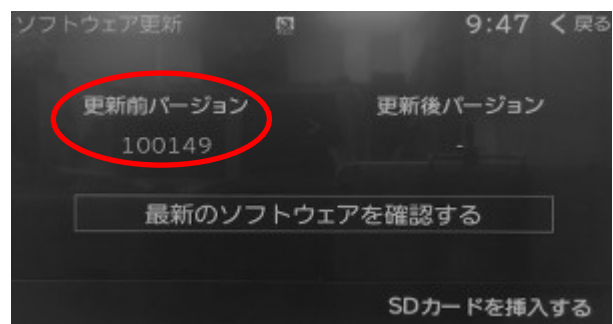 ソフトウェア更新 9:47 <戻る
更新前バージョン 更新後バージョン
100149 > -
最新のソフトウェアを確認する
SDカードを挿入する